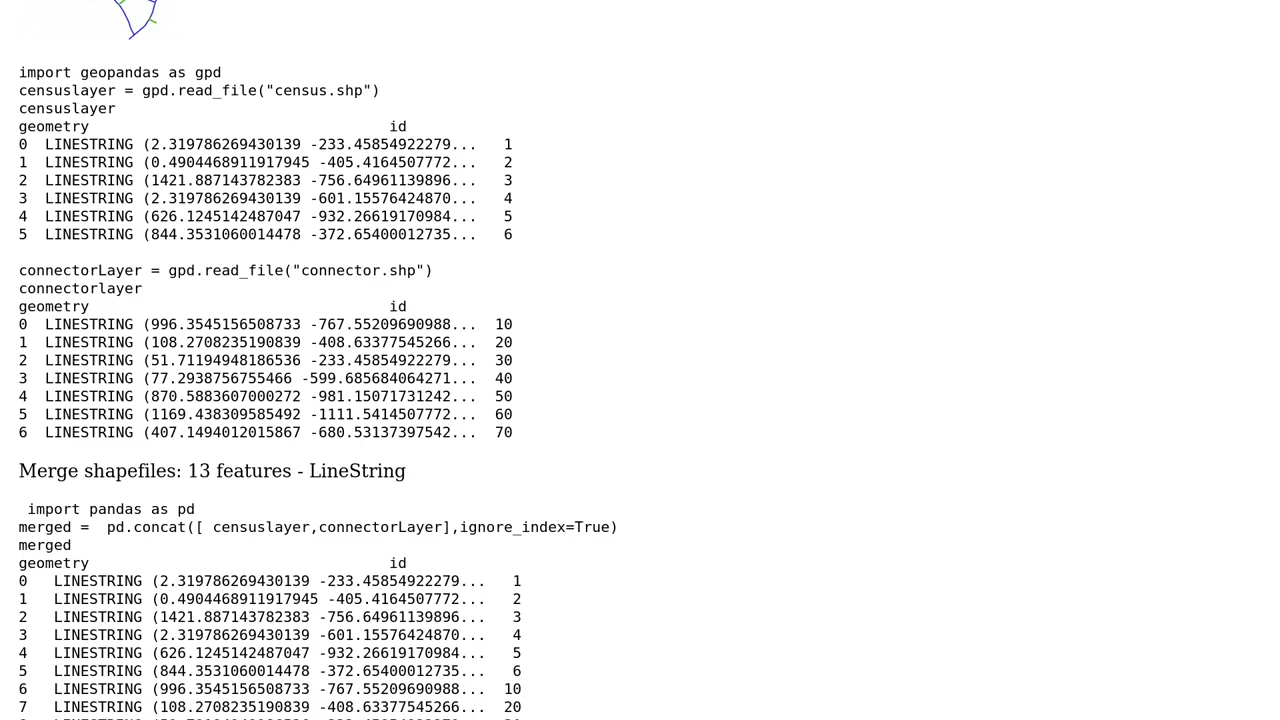 import geopandas as gpd
censuslayer = gpd.read_file("census.shp")
censuslayer
geometry id
0 LINESTRING (2.319786269430139 -233.45854922279... 1
1 LINESTRING (0.4904468911917945 -405.4164507772... 2
2 LINESTRING (1421.887143782383 -756.64961139896... 3
3 LINESTRING (2.319786269430139 -601.15576424870... 4
4 LINESTRING (626.1245142487047 -932.26619170984... 5
5 LINESTRING (844.3531060014478 -372.65400012735... 6
connectorLayer = gpd.read_file("connector.shp")
connectorlayer
geometry id
0 LINESTRING (996.3545156508733 -767.55209690988... 10
1 LINESTRING (108.2708235190839 -408.63377545266... 20
2 LINESTRING (51.71194948186536 -233.45854922279... 30
3 LINESTRING (77.2938756755466 -599.685684064271... 40
4 LINESTRING (870.5883607000272 -981.15071731242... 50
5 LINESTRING (1169.438309585492 -1111.5414507772... 60
6 LINESTRING (407.1494012015867 -680.53137397542... 70
Merge shapefiles: 13 features - LineString
import pandas as pd
merged = pd.concat([ censuslayer,connectorLayer],ignore_index=True)
merged
geometry id
0 LINESTRING (2.319786269430139 -233.45854922279... 1
1 LINESTRING (0.4904468911917945 -405.4164507772... 2
2 LINESTRING (1421.887143782383 -756.64961139896... 3
3 LINESTRING (2.319786269430139 -601.15576424870... 4
4 LINESTRING (626.1245142487047 -932.26619170984... 5
5 LINESTRING (844.3531060014478 -372.65400012735... 6
6 LINESTRING (996.3545156508733 -767.55209690988... 10
7 LINESTRING (108.2708235190839 -408.63377545266... 20